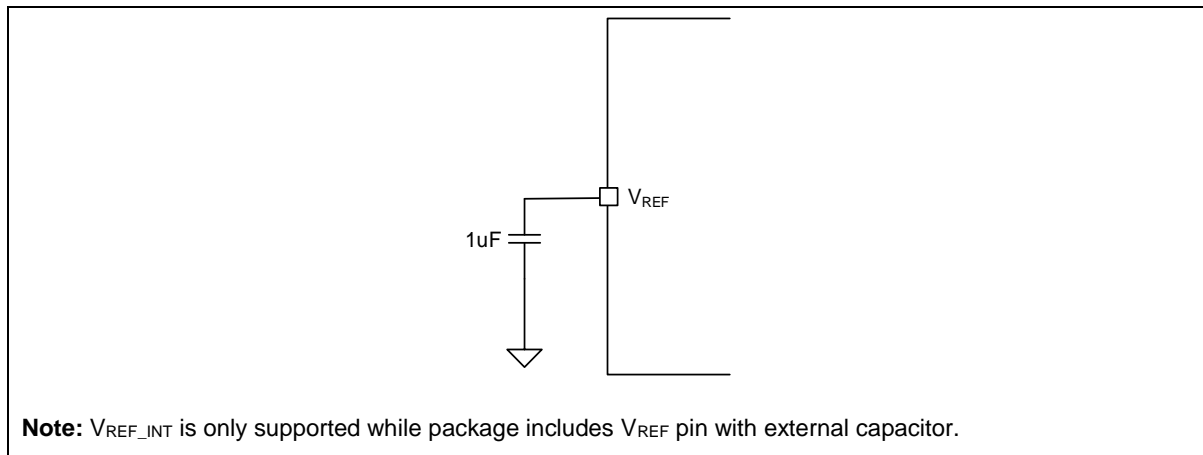 VREF
1uF
Note: VREF_INT is only supported while package includes VREF pin with external capacitor.